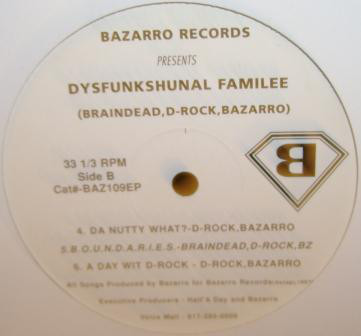 BAZARRO RECORDS
PRESENTS
DYSFUNKSHUNAL FAMILEE
(BRAINDEAD,D-ROCK,BAZARRO)
33 1/3 RPM
Side B
Cat#-BAZ109EP
B
4. DA NUTTY WHAT?-D-ROCK,BAZARRO
5.B.O.U.N.D.A.R.I.E.S.-BRAINDEAD,D-ROCK,BZ
6. A DAY WIT D-ROCK - D-ROCK,BAZARRO
All Songs Produced by Bazarro for Bazarro Records
Executive Producers - Half A Day and Bazarro
Voice Mail -